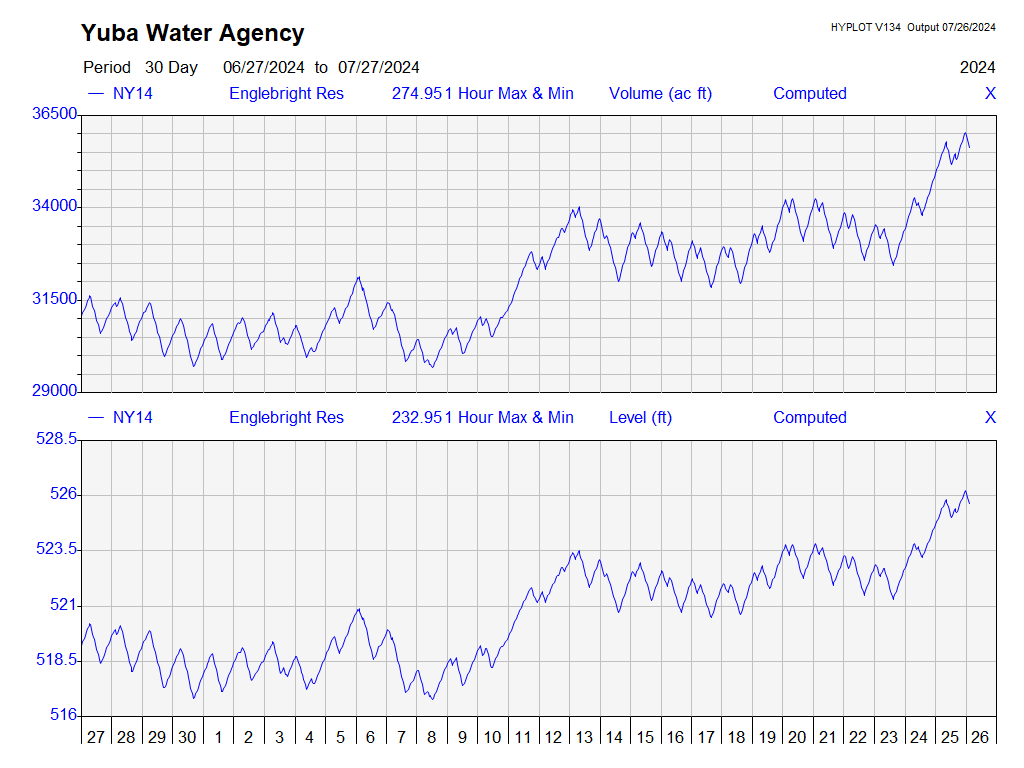 Yuba Water Agency
HYPLOT V134 Output 07/26/2024
Period 30 Day 06/27/2024 to 07/27/2024
2024
— NY14 Englebright Res 274.951 Hour Max & Min Volume (ac ft) Computed X
36500
34000
31500
29000
— NY14 Englebright Res 232.951 Hour Max & Min Level (ft) Computed X
528.5
526
523.5
521
518.5
516
27 28 29 30 1 2 3 4 5 6 7 8 9 10 11 12 13 14 15 16 17 18 19 20 21 22 23 24 25 26